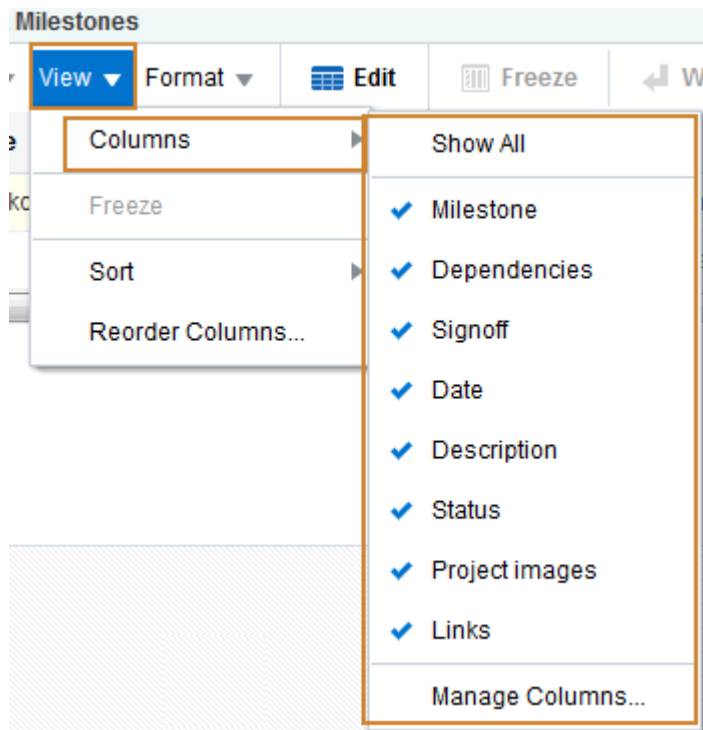 Milestones
View Format Edit Freeze
Columns
Freeze
Sort
Reorder Columns...
Show All
Milestone
Dependencies
Signoff
Date
Description
Status
Project images
Links
Manage Columns...